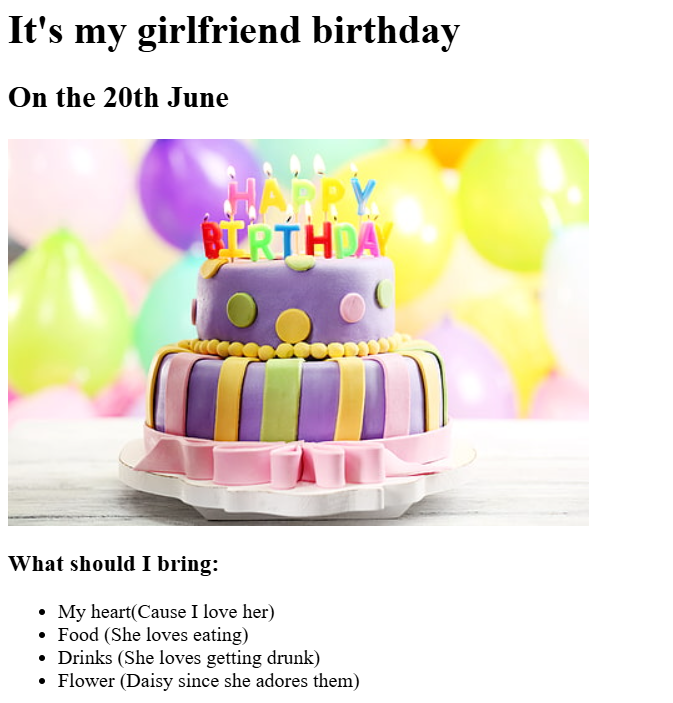 It's my girlfriend birthday
On the 20th June
HAPPY
BIRTHDAY
What should I bring:
My heart(Cause I love her)
Food (She loves eating)
Drinks (She loves getting drunk)
Flower (Daisy since she adores them)